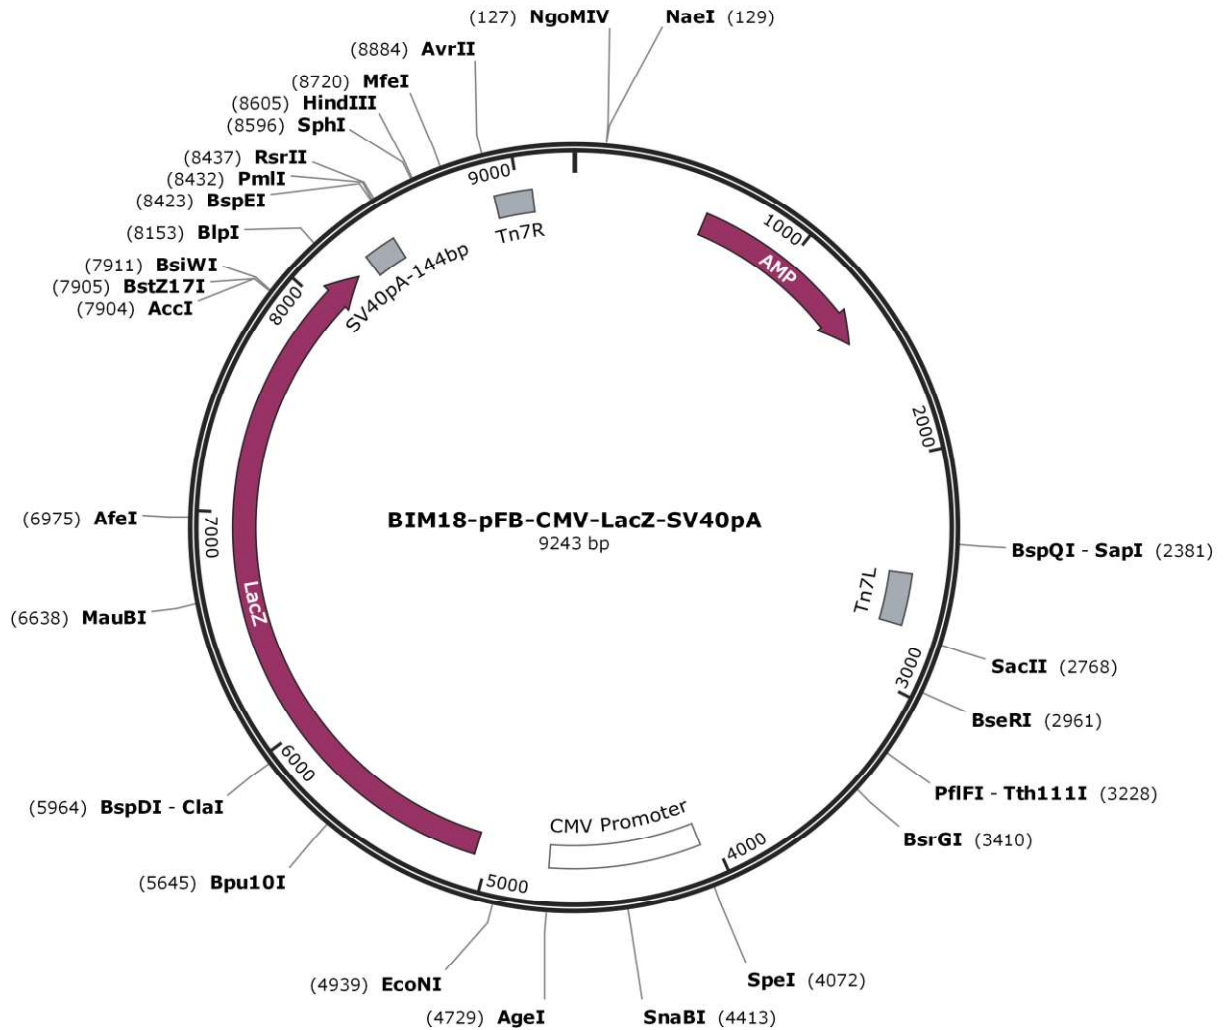 (127) NgoMIV
NaeI (129)
(8884) AvrII
(8720) MfeI
(8605) HindIII
(8596) SphI
(8437) RsrII
(8432) PmlI
(8423) BspEI
(8153) BlpI
(7911) BsiWI
(7905) BstZ17I
(7904) AccI
9000
Tn7R
1000
AMP
SV40pA-144bp
8000
2000
(6975) AfeI
7000
BIM18-pFB-CMV-LacZ-SV40pA
9243 bp
BspQI - SapI (2381)
Tn7L
LacZ
(6638) MauBI
SacII (2768)
3000
BseRI (2961)
6000
PflFI - Tth111I (3228)
(5964) BspDI - ClaI
CMV Promoter
BsrGI (3410)
4000
(5645) Bpu10I
5000
(4939) EcoNI
SpeI (4072)
(4729) AgeI
SnaBI (4413)